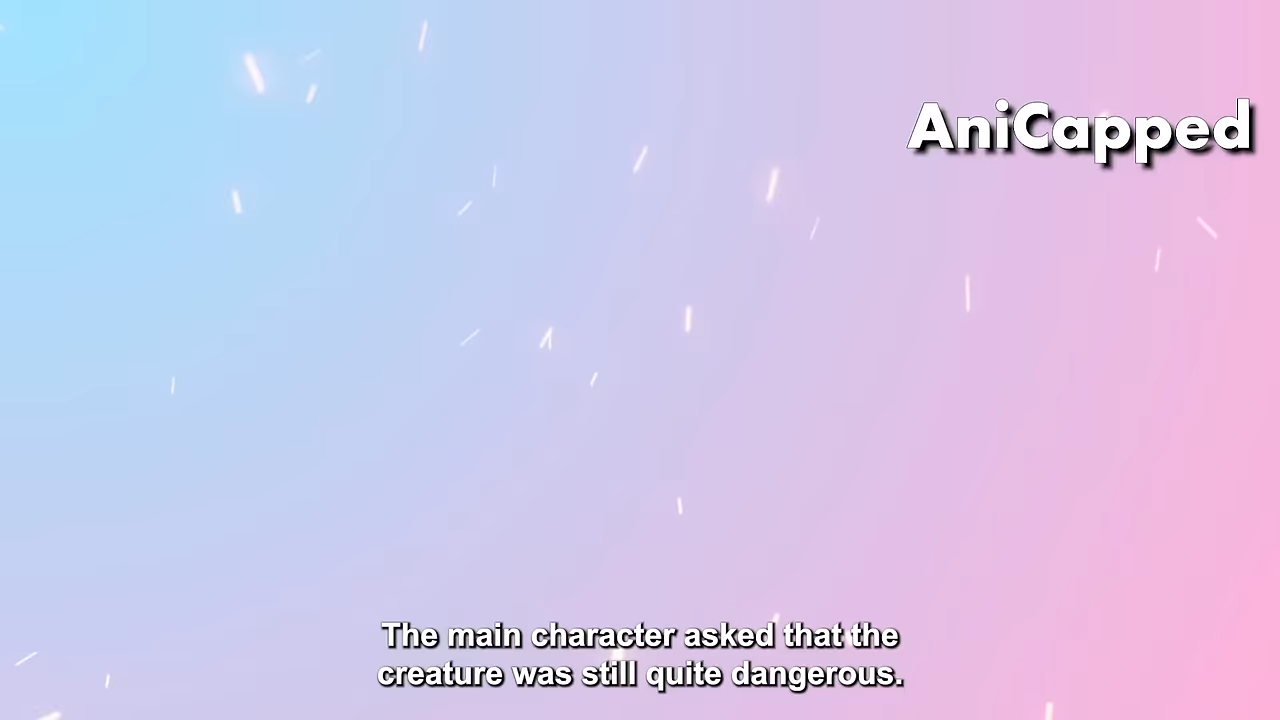 AniCapped
The main character asked that the
creature was still quite dangerous.